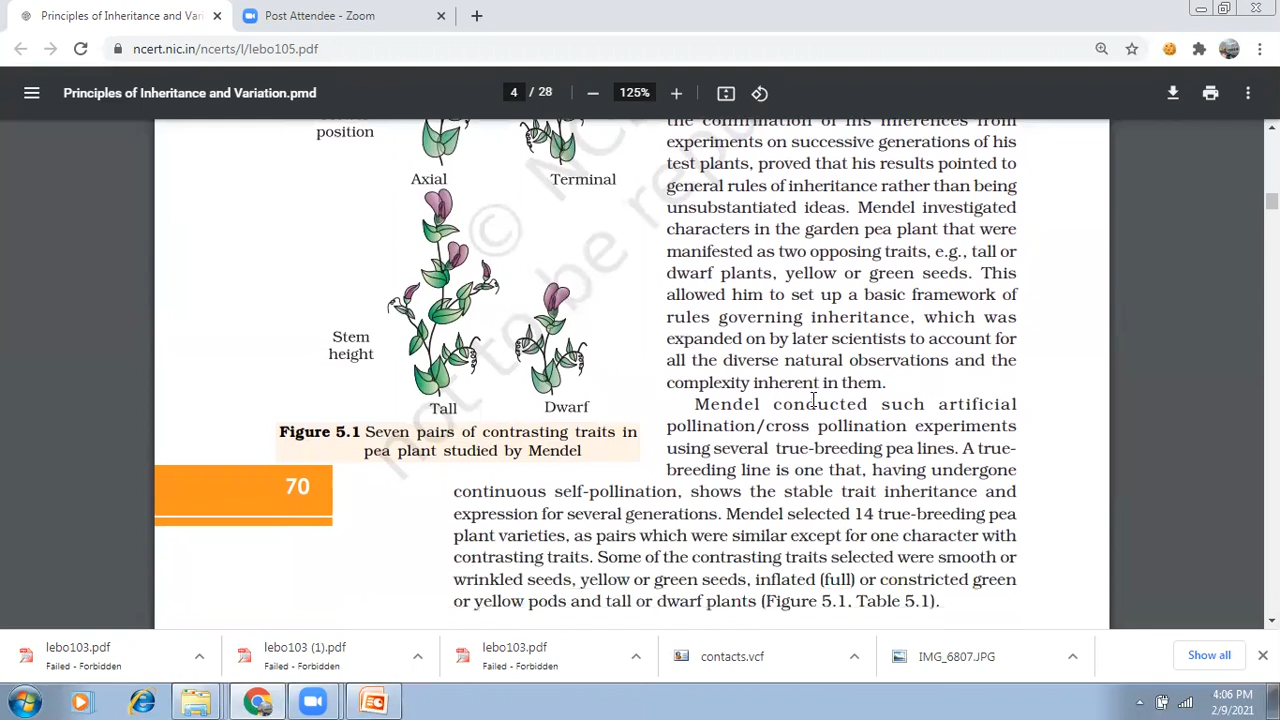 Principles of Inheritance and Var
Post Attendee - Zoom
ncert.nic.in/ncerts/l/lebo105.pdf
Principles of Inheritance and Variation.pmd
4 / 28
125%
position
Axial
Terminal
Stem
height
Tall
Dwarf
Figure 5.1 Seven pairs of contrasting traits in
pea plant studied by Mendel
70
the confirmation of his inferences from
experiments on successive generations of his
test plants, proved that his results pointed to
general rules of inheritance rather than being
unsubstantiated ideas. Mendel investigated
characters in the garden pea plant that were
manifested as two opposing traits, e.g., tall or
dwarf plants, yellow or green seeds. This
allowed him to set up a basic framework of
rules governing inheritance, which was
expanded on by later scientists to account for
all the diverse natural observations and the
complexity inherent in them.
Mendel conducted such artificial
pollination/cross pollination experiments
using several true-breeding pea lines. A true-
breeding line is one that, having undergone
continuous self-pollination, shows the stable trait inheritance and
expression for several generations. Mendel selected 14 true-breeding pea
plant varieties, as pairs which were similar except for one character with
contrasting traits. Some of the contrasting traits selected were smooth or
wrinkled seeds, yellow or green seeds, inflated (full) or constricted green
or yellow pods and tall or dwarf plants (Figure 5.1, Table 5.1).
© NC
not to be repu
lebo103.pdf
Failed - Forbidden
lebo103 (1).pdf
Failed - Forbidden
lebo103.pdf
Failed - Forbidden
contacts.vcf
IMG_6807.JPG
Show all
4:06 PM
2/9/2021